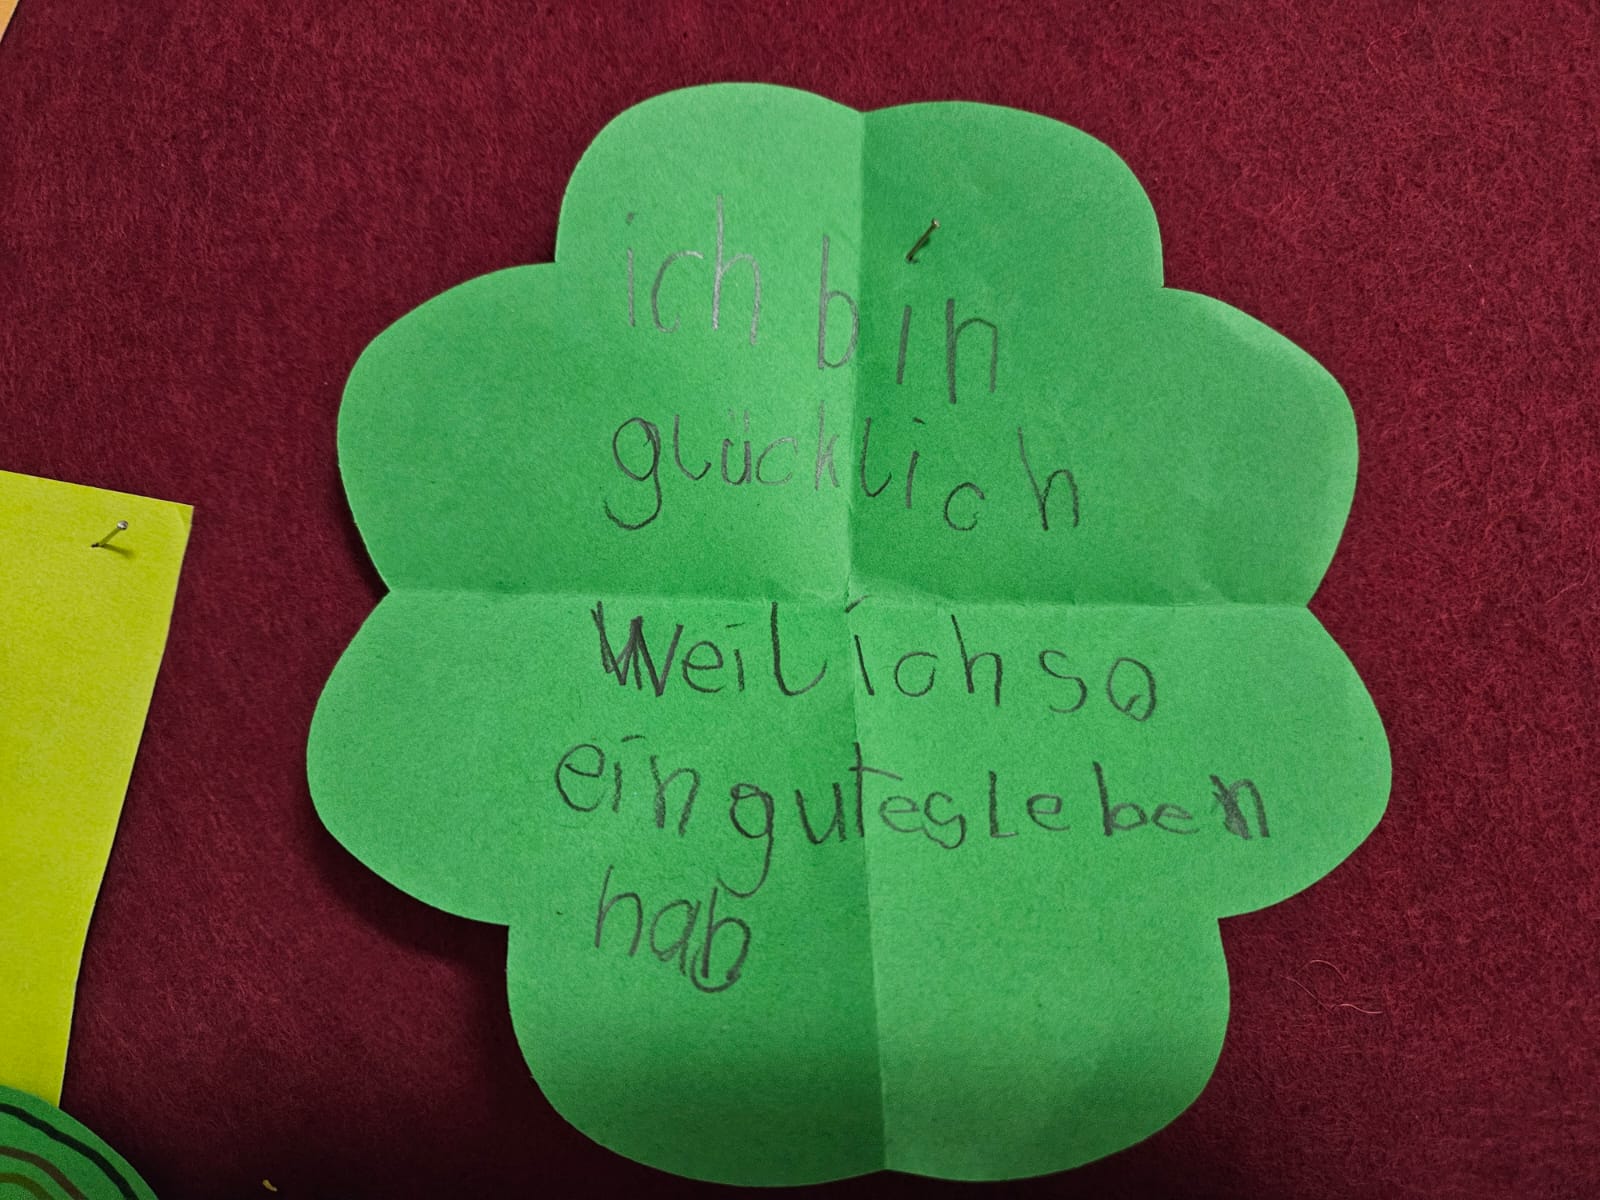 ich bin
glücklich
Weil ich so
ein gutes Leben
hab